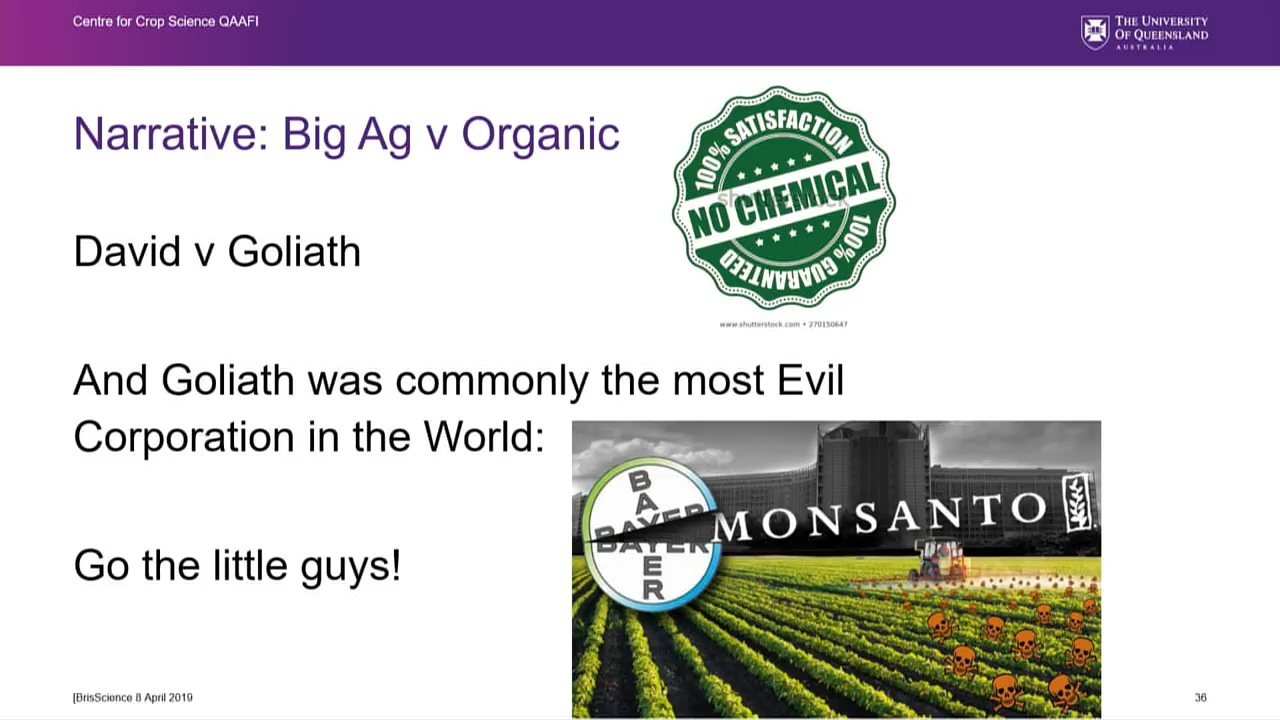 Centre for Crop Science QAAFI
THE UNIVERSITY
OF QUEENSLAND
AUSTRALIA
Narrative: Big Ag v Organic
100% SATISFACTION
NO CHEMICAL
100% GUARANTEED
shutterstock
www.shutterstock.com • 270150647
David v Goliath
And Goliath was commonly the most Evil
Corporation in the World:
BAYER
BAYER
MONSANTO
Go the little guys!
[BrisScience 8 April 2019
36